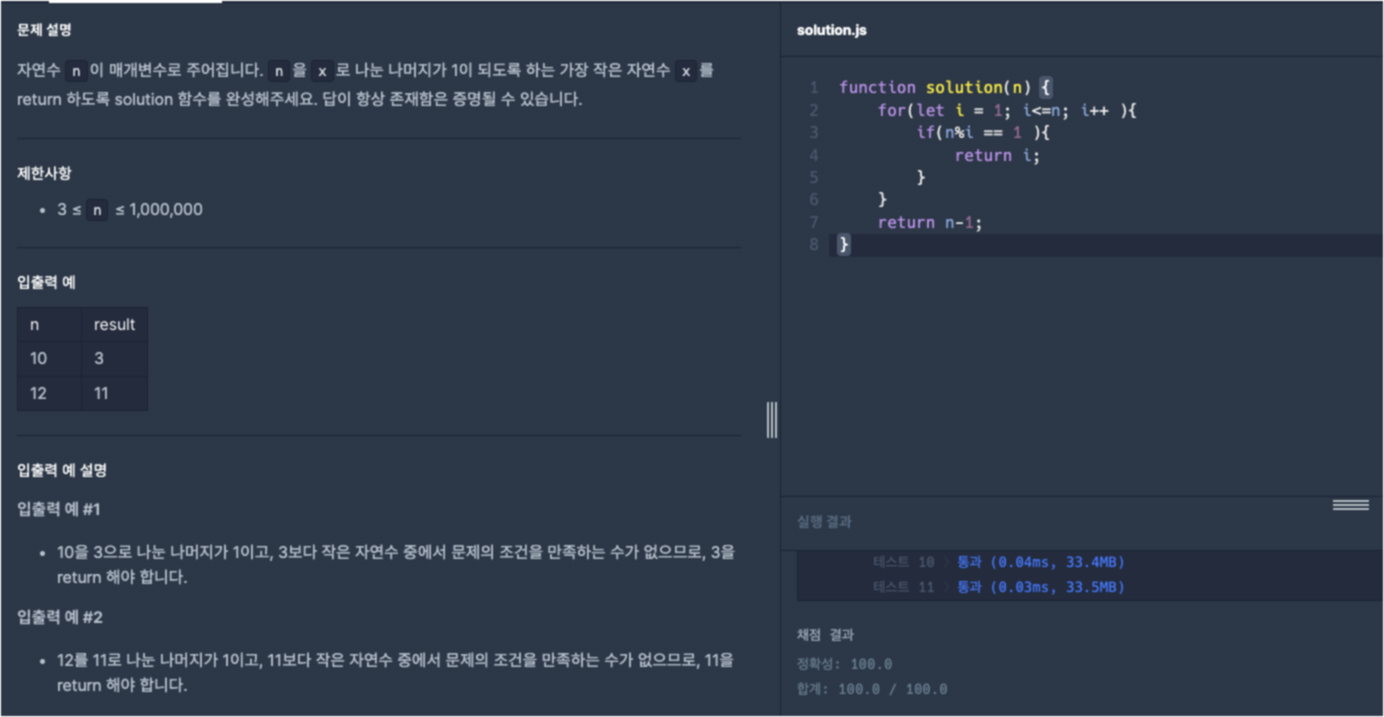 문제 설명
자연수 n이 매개변수로 주어집니다. n을 x로 나눈 나머지가 1이 되도록 하는 가장 작은 자연수 x를
return 하도록 solution 함수를 완성해주세요. 답이 항상 존재함은 증명될 수 있습니다.
제한사항
• 3 ≤ n ≤ 1,000,000
입출력 예
n result
10 3
12 11
입출력 예 설명
입출력 예 #1
• 10을 3으로 나눈 나머지가 1이고, 3보다 작은 자연수 중에서 문제의 조건을 만족하는 수가 없으므로, 3을
return 해야 합니다.
입출력 예 #2
• 12를 11로 나눈 나머지가 1이고, 11보다 작은 자연수 중에서 문제의 조건을 만족하는 수가 없으므로, 11을
return 해야 합니다.
solution.js
1 function solution(n) {
2     for(let i = 1; i<=n; i++ ){
3         if(n%i == 1 ){
4             return i;
5         }
6     }
7     return n-1;
8 }
실행 결과
테스트 10 〉 통과 (0.04ms, 33.4MB)
테스트 11 〉 통과 (0.03ms, 33.5MB)
채점 결과
정확성: 100.0
합계: 100.0 / 100.0